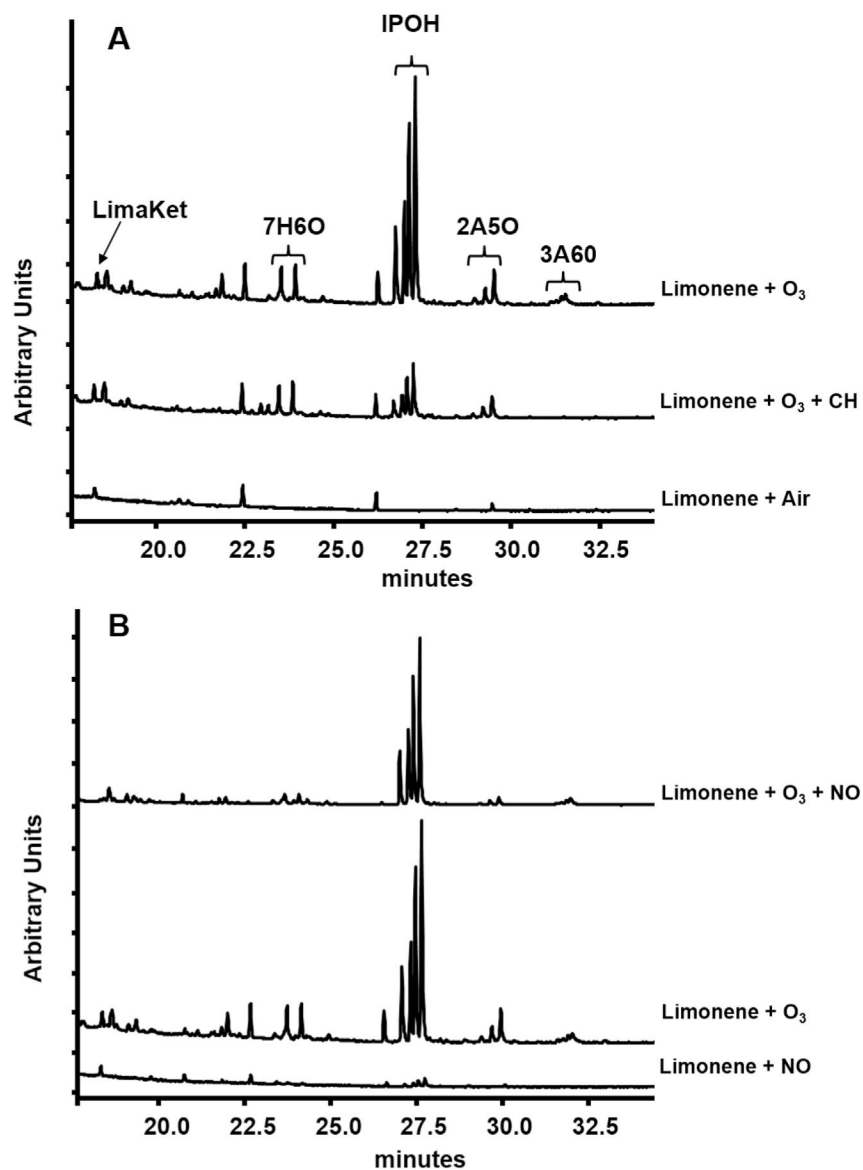 A
IPOH
LimaKet
7H6O
2A5O
3A60
Limonene + O3
Limonene + O3 + CH
Limonene + Air
Arbitrary Units
20.0 22.5 25.0 27.5 30.0 32.5
minutes
B
Limonene + O3 + NO
Limonene + O3
Limonene + NO
Arbitrary Units
20.0 22.5 25.0 27.5 30.0 32.5
minutes